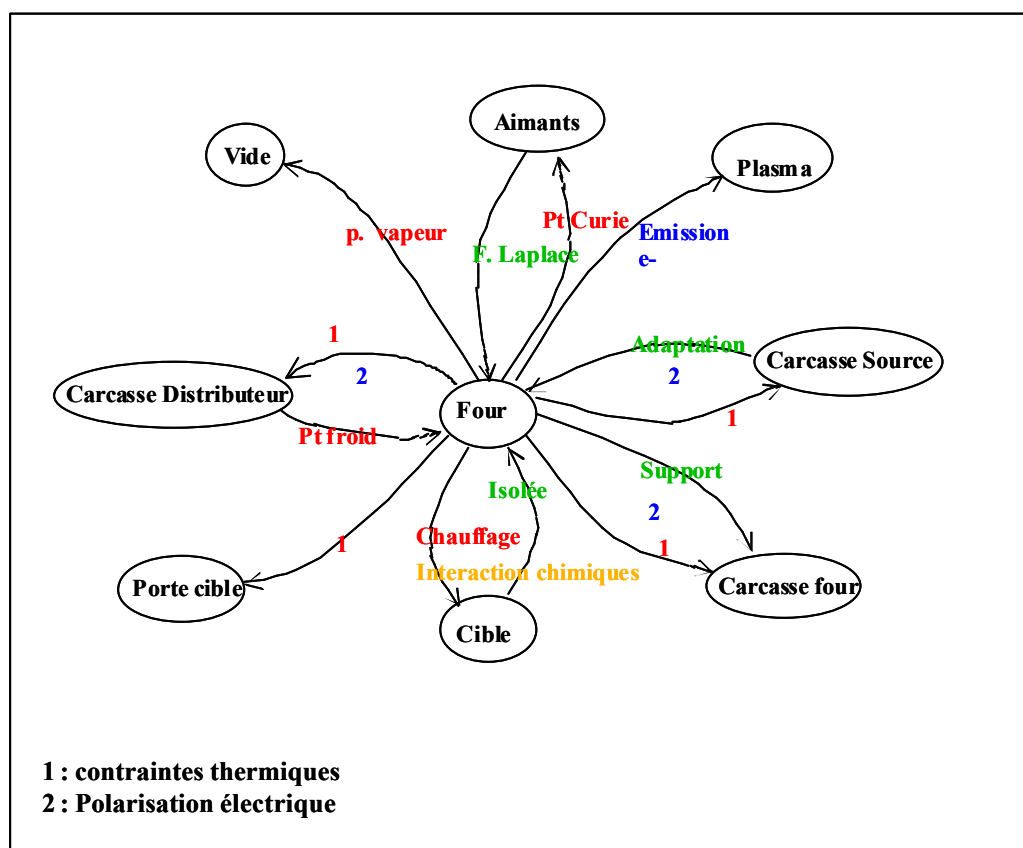 Aimants
Vide
Plasma
Pt Curie
p. vapeur
Emission
e-
F. Laplace
1
Adaptation
Carcasse Source
2
2
Carcasse Distributeur
Four
1
Pt froid
Support
Isolée
2
Chauffage
1
1
Interaction chimiques
Porte cible
Carcasse four
Cible
1 : contraintes thermiques
2 : Polarisation électrique